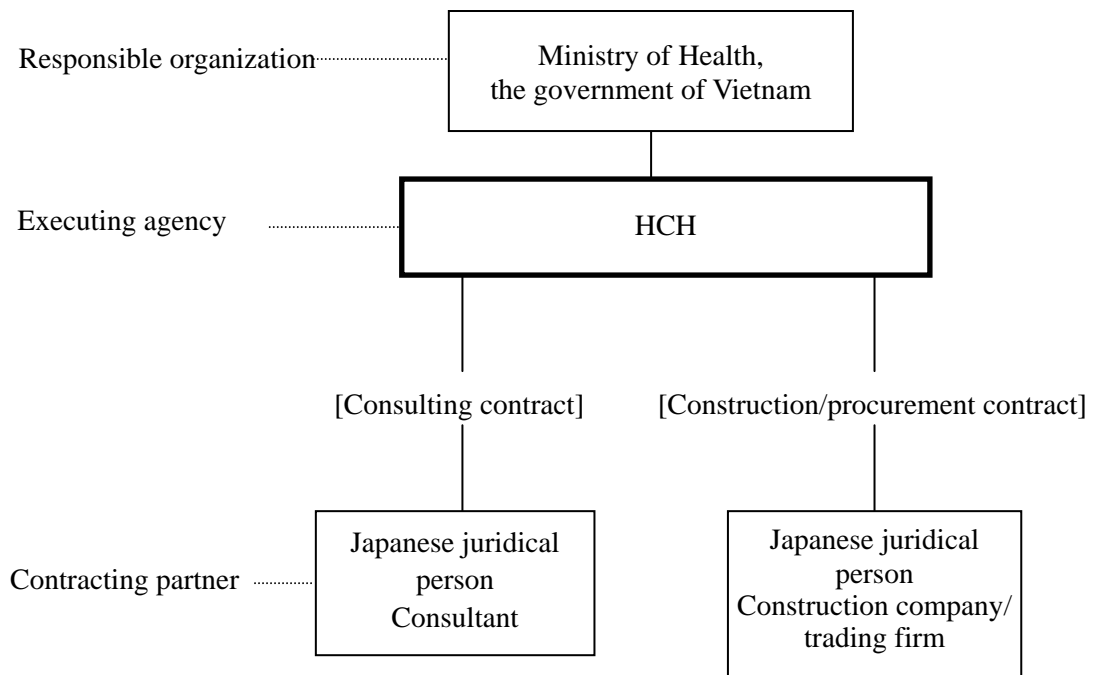 Responsible organization
Ministry of Health,
the government of Vietnam
Executing agency
HCH
[Consulting contract]
[Construction/procurement contract]
Contracting partner
Japanese juridical
person
Consultant
Japanese juridical
person
Construction company/
trading firm